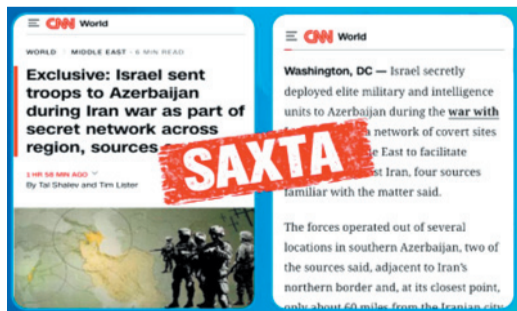 CNN World
WORLD MIDDLE EAST · 6 MIN READ
Exclusive: Israel sent
troops to Azerbaijan
during Iran war as part of
secret network across
region, sources
1 HR 58 MIN AGO
By Tal Shalev and Tim Lister
SAXTA
CNN World
Washington, DC — Israel secretly
deployed elite military and intelligence
units to Azerbaijan during the war with
a network of covert sites
East to facilitate
Iran, four sources
familiar with the matter said.
The forces operated out of several
locations in southern Azerbaijan, two of
the sources said, adjacent to Iran's
northern border and, at its closest point,
only about 60 miles from the Iranian city